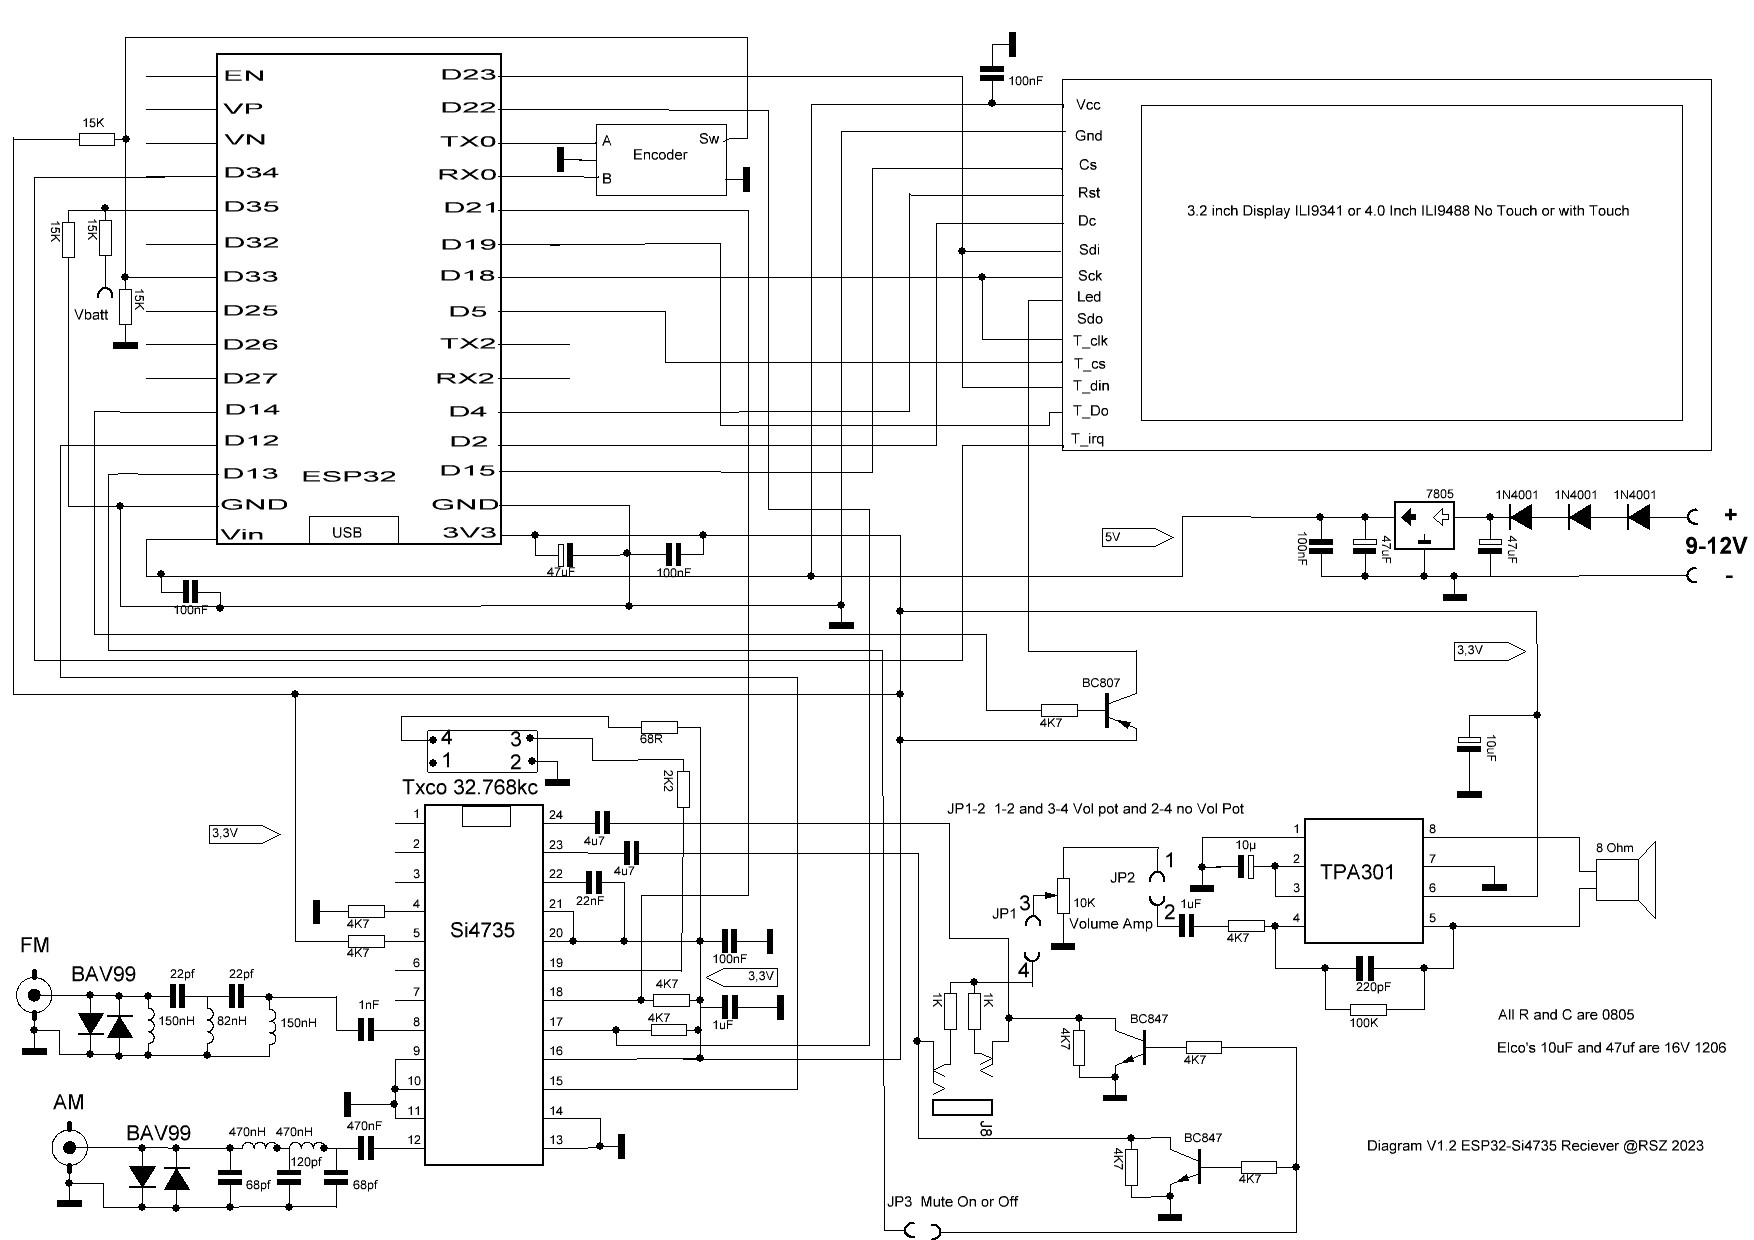 EN
VP
VN
D34
D35
D32
D33
D25
D26
D27
D14
D12
D13
GND
Vin
D23
D22
TX0
RX0
D21
D19
D18
D5
TX2
RX2
D4
D2
D15
GND
3V3
ESP32
USB
15K
15K
15K
15K
Vbatt
A
B
Sw
Encoder
100nF
Vcc
Gnd
Cs
Rst
Dc
Sdi
Sck
Led
Sdo
T_clk
T_cs
T_din
T_Do
T_irq
3.2 inch Display ILI9341 or 4.0 Inch ILI9488 No Touch or with Touch
47uF
100nF
100nF
5V
7805
1N4001
1N4001
1N4001
100nF
47uF
47uF
+
9-12V
-
3,3V
BC807
4K7
10uF
68R
2K2
4
3
1
2
Txco 32.768kc
3,3V
Si4735
1
2
3
4
5
6
7
8
9
10
11
12
24
23
22
21
20
19
18
17
16
15
14
13
4u7
4u7
22nF
4K7
4K7
100nF
3,3V
4K7
1uF
4K7
JP1-2 1-2 and 3-4 Vol pot and 2-4 no Vol Pot
JP2
1
2
JP1
3
4
10K
Volume Amp
1uF
4K7
10µ
TPA301
1
2
3
4
8
7
6
5
8 Ohm
220pF
100K
FM
BAV99
22pf
22pf
150nH
82nH
150nH
1nF
AM
BAV99
470nH
470nH
470nF
68pf
120pf
68pf
1K
1K
J8
4K7
BC847
4K7
4K7
BC847
4K7
JP3 Mute On or Off
All R and C are 0805
Elco's 10uF and 47uf are 16V 1206
Diagram V1.2 ESP32-Si4735 Reciever @RSZ 2023